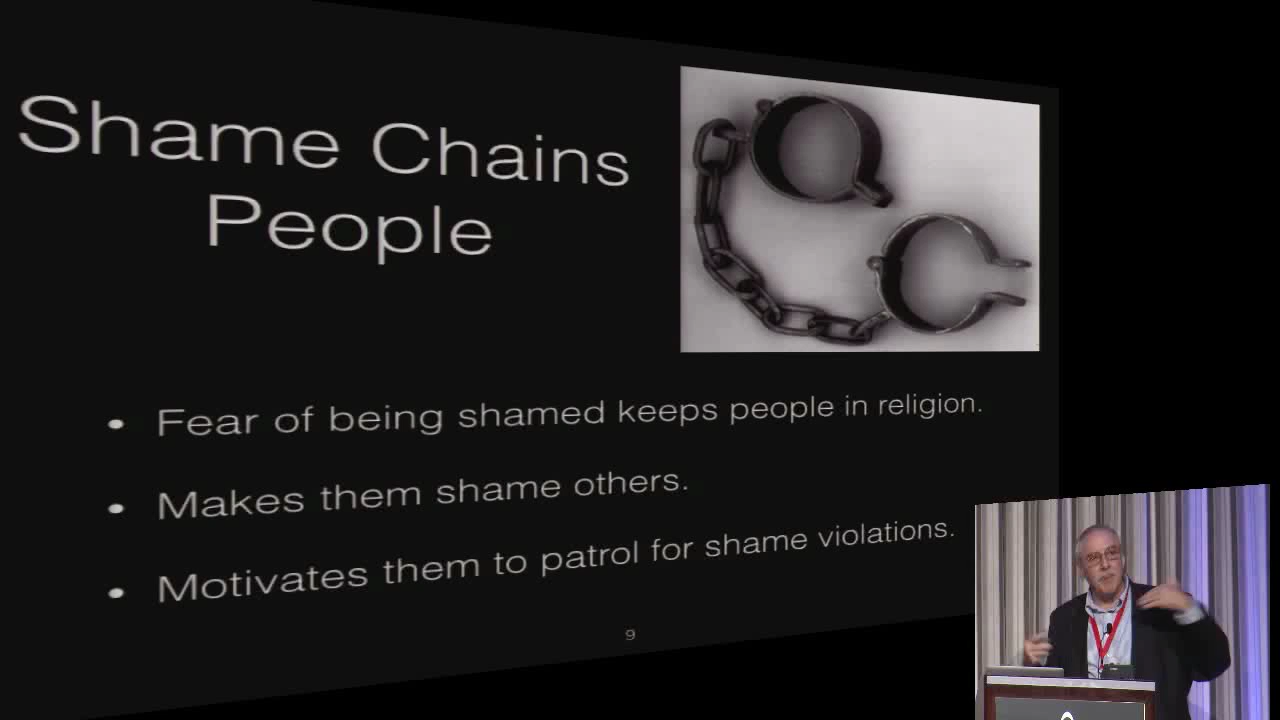 Shame Chains
People
• Fear of being shamed keeps people in religion.
• Makes them shame others.
• Motivates them to patrol for shame violations.
9